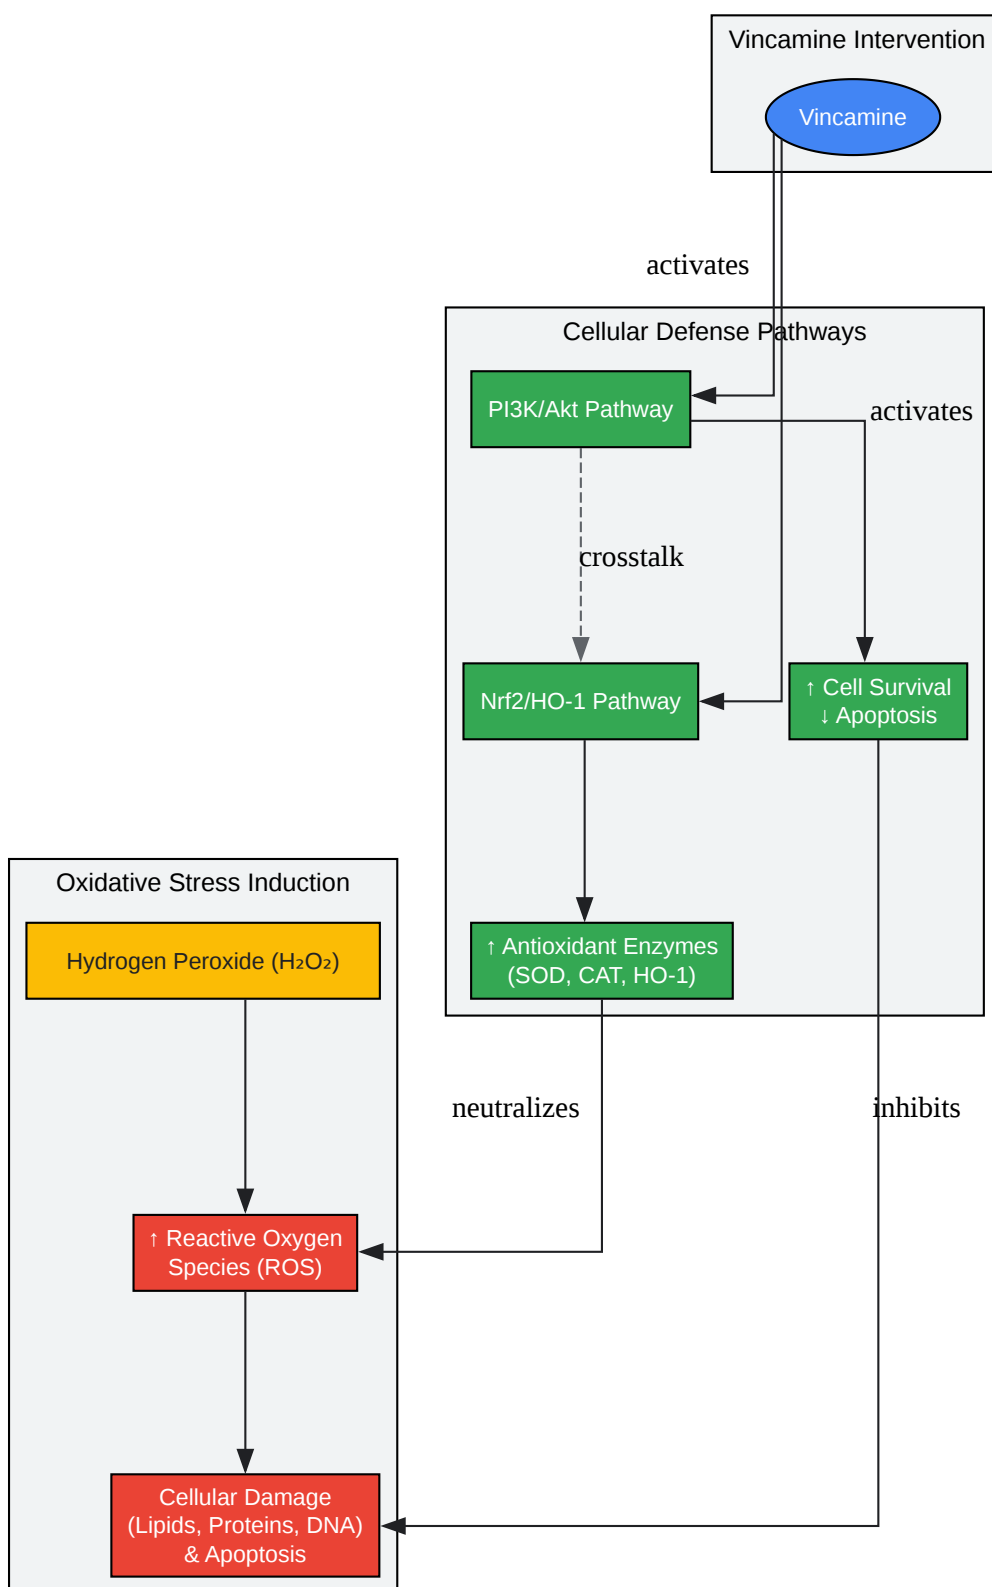 Vincamine Intervention
Vincamine
activates
Cellular Defense Pathways
PI3K/Akt Pathway
activates
crosstalk
Nrf2/HO-1 Pathway
↑ Cell Survival
↓ Apoptosis
Oxidative Stress Induction
Hydrogen Peroxide (H₂O₂)
↑ Antioxidant Enzymes
(SOD, CAT, HO-1)
neutralizes
inhibits
↑ Reactive Oxygen
Species (ROS)
Cellular Damage
(Lipids, Proteins, DNA)
& Apoptosis